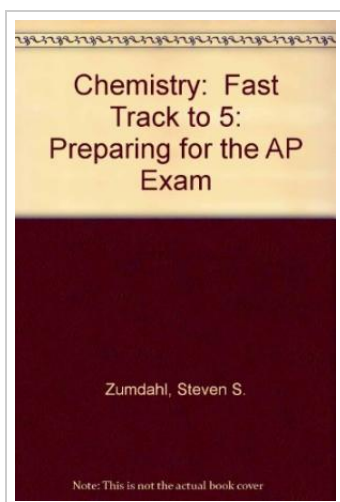 Chemistry: Fast
Track to 5:
Preparing for the AP
Exam
Zumdahl, Steven S.
Note: This is not the actual book cover